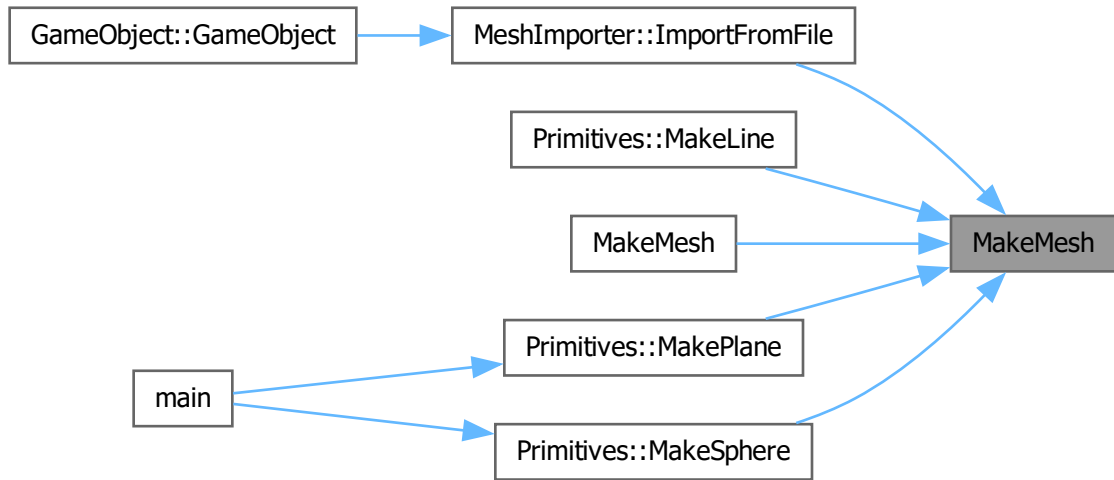 GameObject::GameObject
MeshImporter::ImportFromFile
Primitives::MakeLine
MakeMesh
MakeMesh
Primitives::MakePlane
main
Primitives::MakeSphere